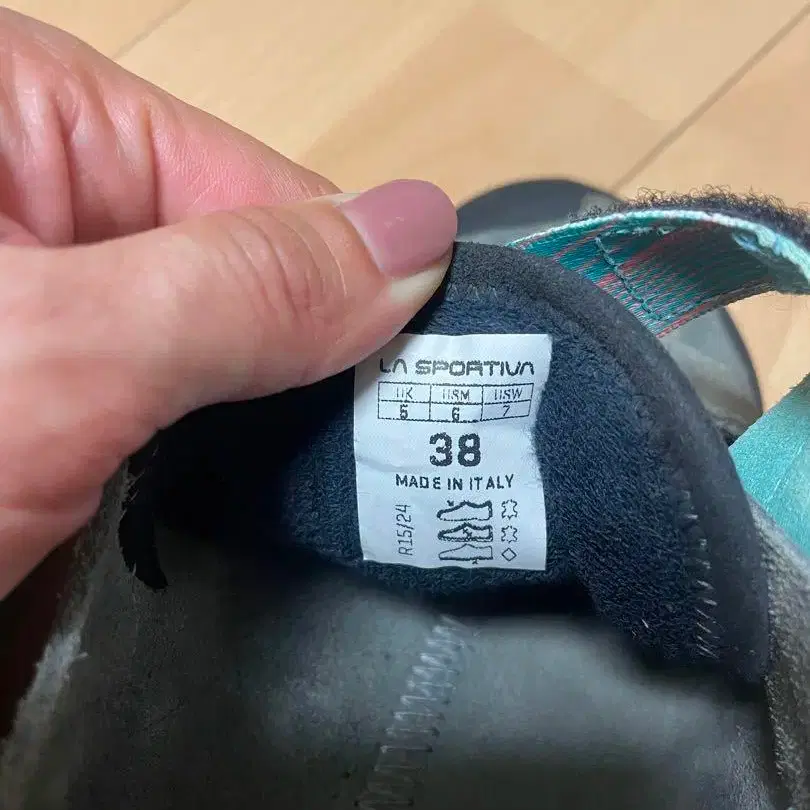 LA SPORTIVA
UK USM USW
5 6 7
38
MADE IN ITALY
R15/24